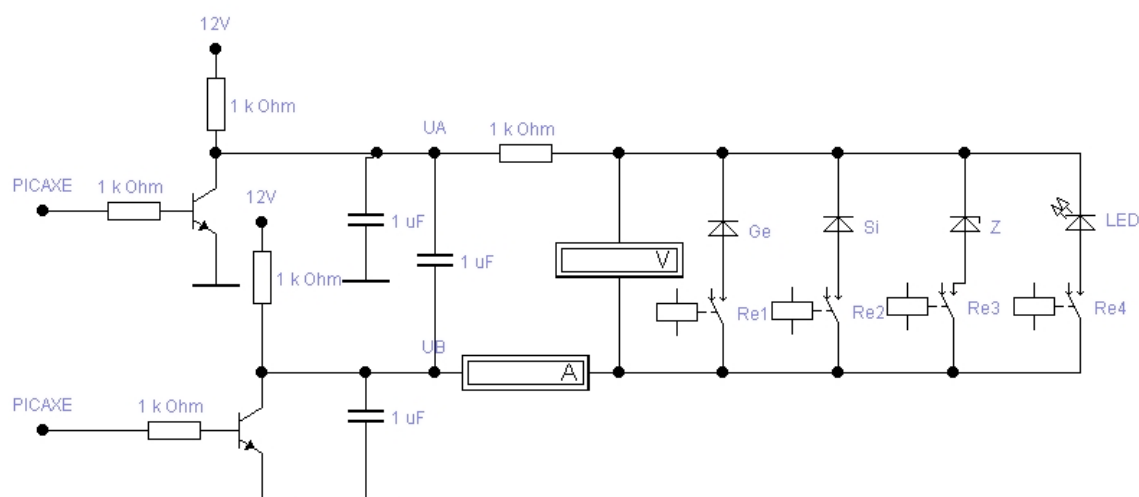 12V
1 k Ohm
UA
1 k Ohm
PICAXE
1 k Ohm
12V
1 uF
1 uF
1 k Ohm
V
Ge
Si
Z
LED
Re1
Re2
Re3
Re4
UB
A
PICAXE
1 k Ohm
1 uF